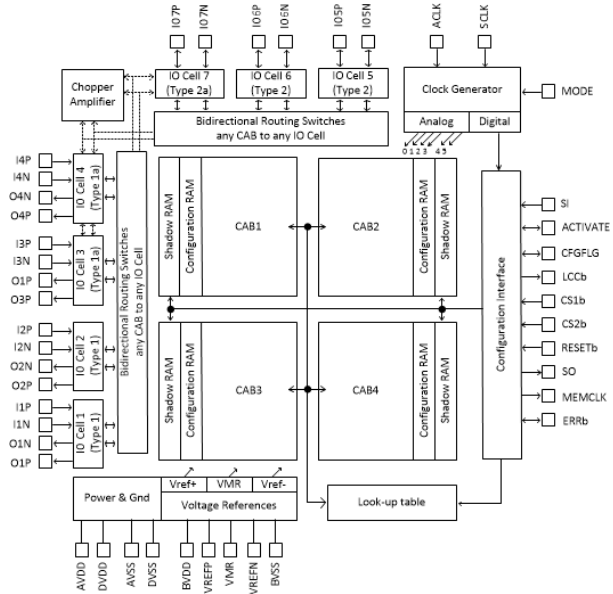 IO7P IO7N IO6P IO6N IO5P IO5N ACLK SCLK
Chopper Amplifier
IO Cell 7 (Type 2a)
IO Cell 6 (Type 2)
IO Cell 5 (Type 2)
Clock Generator
Analog Digital
MODE
Bidirectional Routing Switches
any CAB to any IO Cell
0 1 2 3 4 5
I4P
I4N
O4N
O4P
IO Cell 4 (Type 1a)
I3P
I3N
O1P
O3P
IO Cell 3 (Type 1a)
I2P
I2N
O2N
O2P
IO Cell 2 (Type 1)
I1P
I1N
O1N
O1P
IO Cell 1 (Type 1)
Bidirectional Routing Switches
any CAB to any IO Cell
Shadow RAM
Configuration RAM
CAB1
CAB2
Configuration RAM
Shadow RAM
Shadow RAM
Configuration RAM
CAB3
CAB4
Configuration RAM
Shadow RAM
Configuration Interface
SI
ACTIVATE
CFGFLG
LCCb
CS1b
CS2b
RESETb
SO
MEMCLK
ERRb
Power & Gnd
Vref+ VMR Vref-
Voltage References
Look-up table
AVDD DVDD AVSS DVSS BVDD VREFP VMR VREFN BVSS